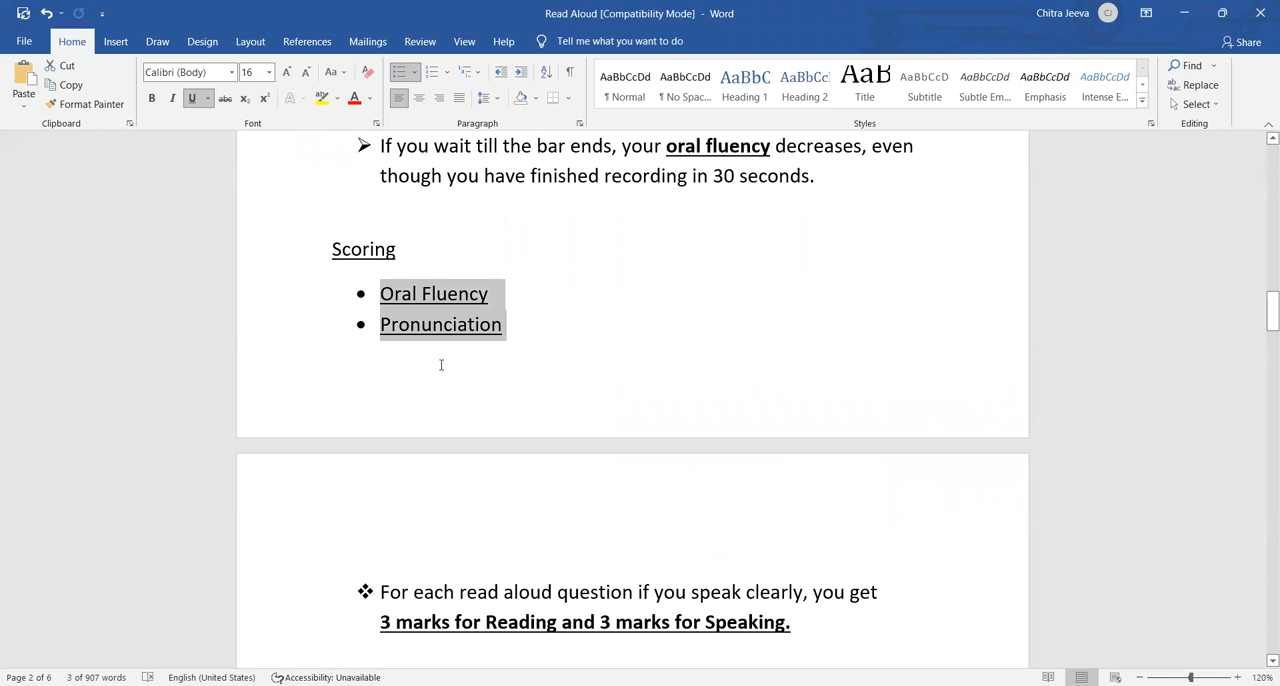 Read Aloud [Compatibility Mode] - Word
Chitra Jeeva
CJ
File Home Insert Draw Design Layout References Mailings Review View Help Tell me what you want to do
Share
Paste
Cut
Copy
Format Painter
Calibri (Body) 16
AaBbCcDd AaBbCcDd AaBbC AaBbCc AaB AaBbCcDd AaBbCcDd AaBbCcDd AaBbCcDd
¶ Normal ¶ No Spac... Heading 1 Heading 2 Title Subtitle Subtle Em... Emphasis Intense E...
Find
Replace
Select
Clipboard Font Paragraph Styles Editing
➢ If you wait till the bar ends, your oral fluency decreases, even
though you have finished recording in 30 seconds.
Scoring
• Oral Fluency
• Pronunciation
❖ For each read aloud question if you speak clearly, you get
3 marks for Reading and 3 marks for Speaking.
Page 2 of 6 3 of 907 words English (United States) Accessibility: Unavailable 120%